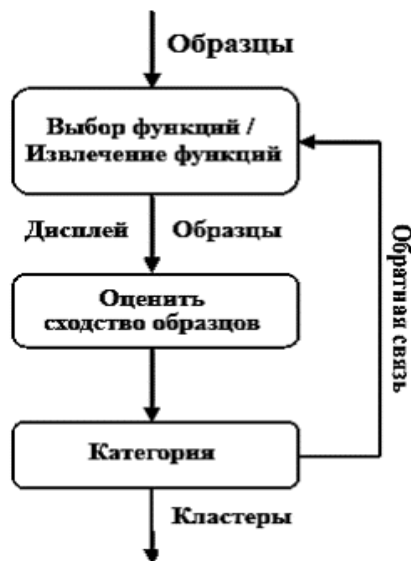 Образцы
Выбор функций /
Извлечение функций
Дисплей Образцы
Оценить
сходство образцов
Категория
Кластеры
Обратная связь